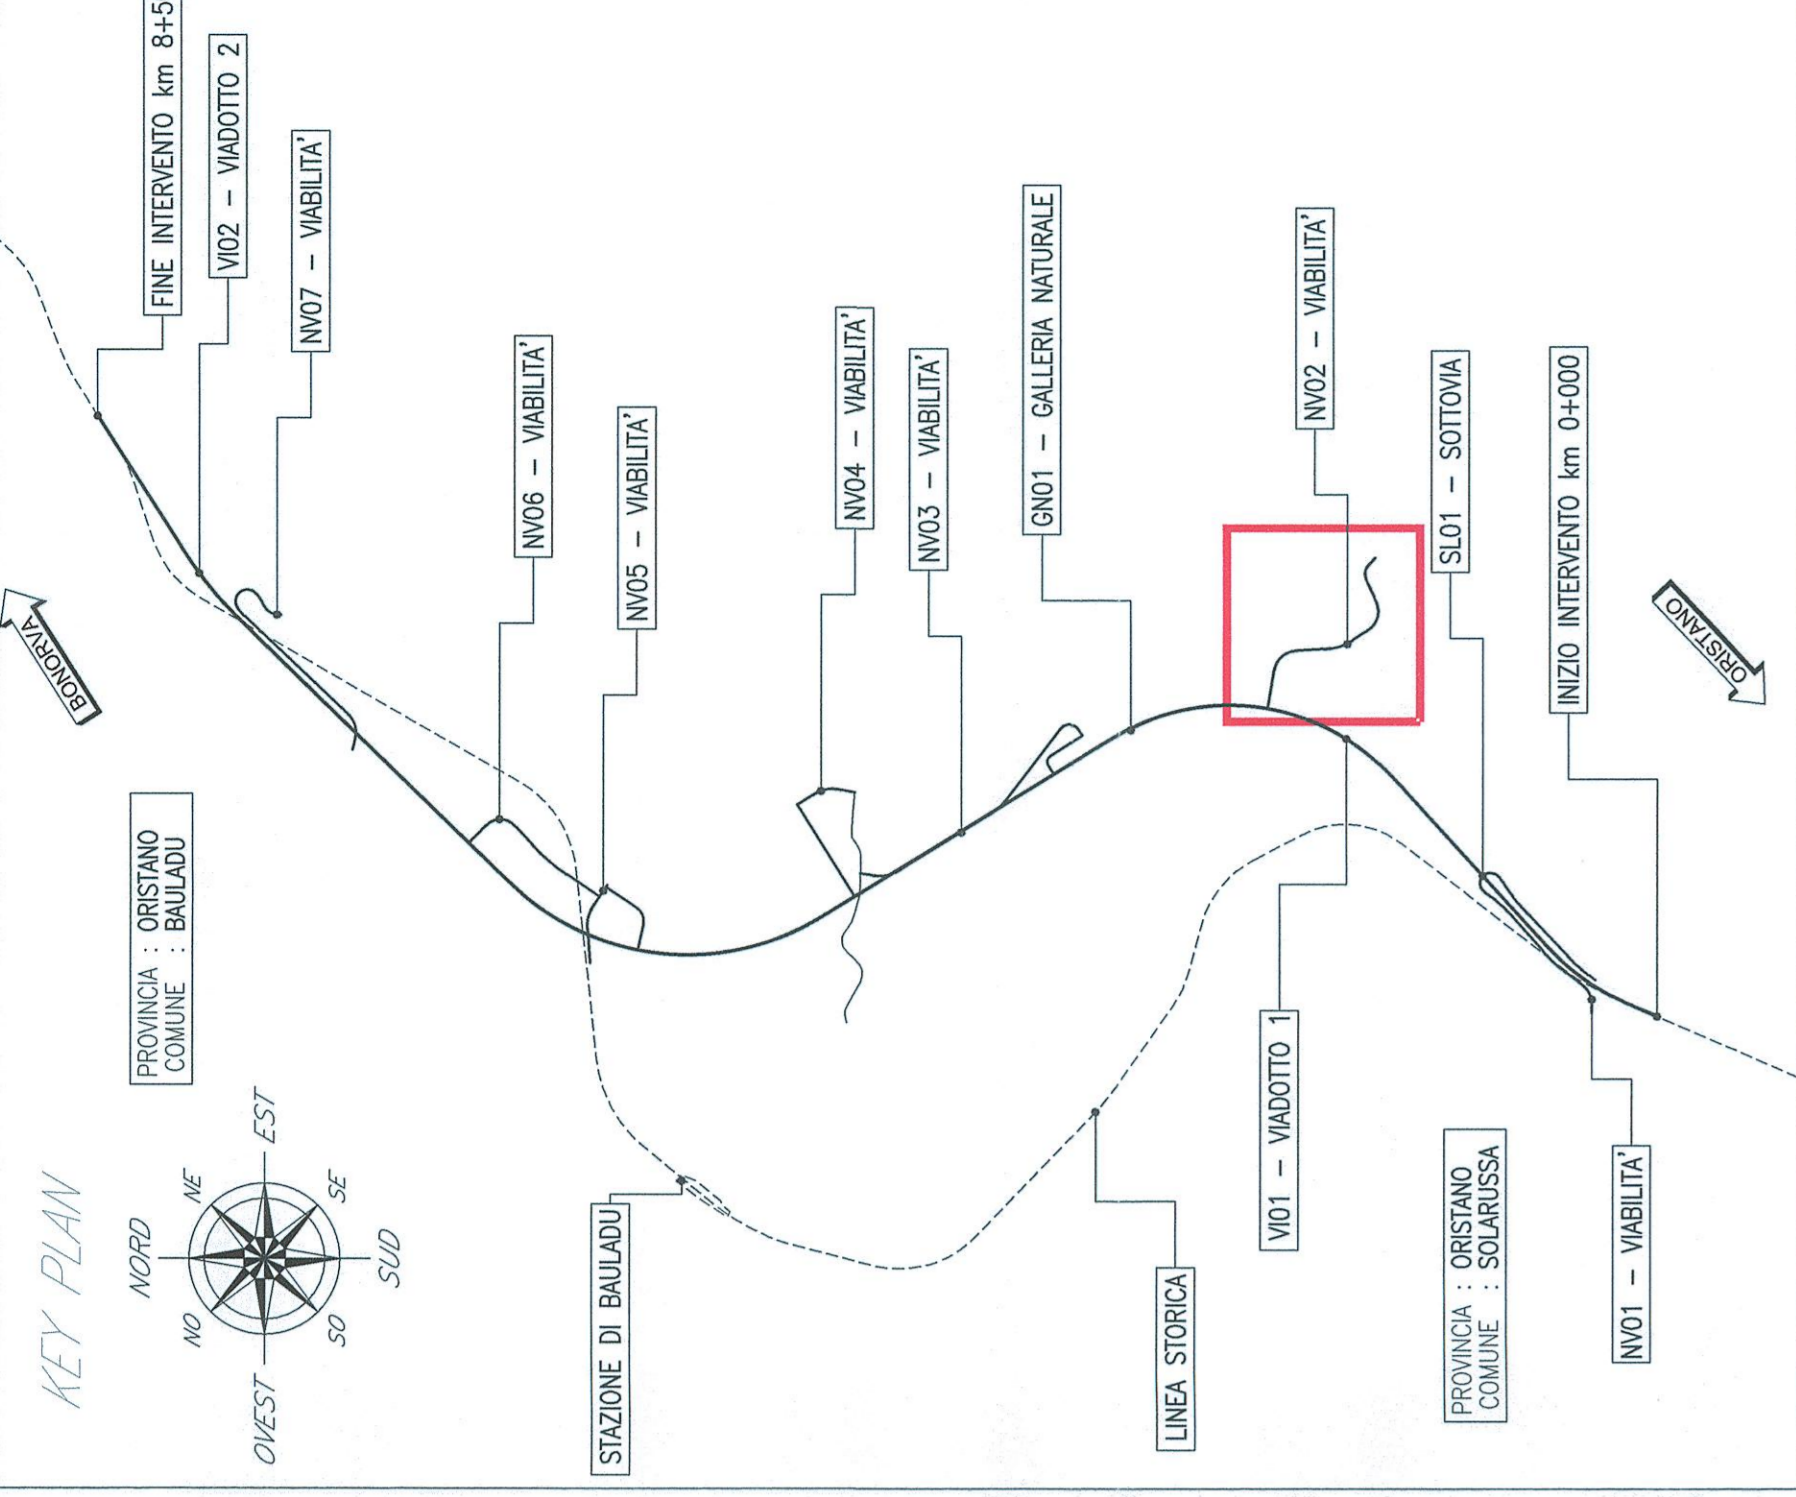 KEY PLAN
NORD
NE
EST
SE
SUD
SO
OVEST
NO
PROVINCIA : ORISTANO
COMUNE : BAULADU
BONORVA
FINE INTERVENTO km 8+5
VI02 – VIADOTTO 2
NV07 – VIABILITA'
NV06 – VIABILITA'
NV05 – VIABILITA'
STAZIONE DI BAULADU
NV04 – VIABILITA'
NV03 – VIABILITA'
GN01 – GALLERIA NATURALE
LINEA STORICA
NV02 – VIABILITA'
VI01 – VIADOTTO 1
SL01 – SOTTOVIA
PROVINCIA : ORISTANO
COMUNE : SOLARUSSA
INIZIO INTERVENTO km 0+000
NV01 – VIABILITA'
ORISTANO